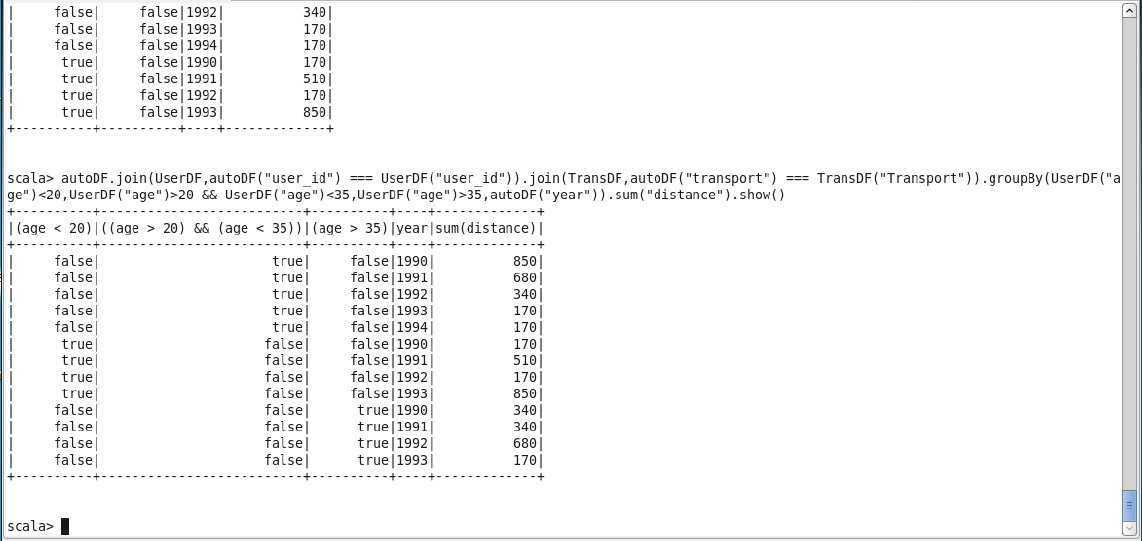 |     false|     false|1992|          340|
|     false|     false|1993|          170|
|     false|     false|1994|          170|
|      true|     false|1990|          170|
|      true|     false|1991|          510|
|      true|     false|1992|          170|
|      true|     false|1993|          850|
+----------+----------+----+-------------+
scala> autoDF.join(UserDF,autoDF("user_id") === UserDF("user_id")).join(TransDF,autoDF("transport") === TransDF("Transport")).groupBy(UserDF("a
ge")<20,UserDF("age")>20 && UserDF("age")<35,UserDF("age")>35,autoDF("year")).sum("distance").show()
+----------+---------------------------+----------+----+-------------+
|(age < 20)|((age > 20) && (age < 35))|(age > 35)|year|sum(distance)|
+----------+---------------------------+----------+----+-------------+
|     false|                      true|     false|1990|          850|
|     false|                      true|     false|1991|          680|
|     false|                      true|     false|1992|          340|
|     false|                      true|     false|1993|          170|
|     false|                      true|     false|1994|          170|
|      true|                     false|     false|1990|          170|
|      true|                     false|     false|1991|          510|
|      true|                     false|     false|1992|          170|
|      true|                     false|     false|1993|          850|
|     false|                     false|      true|1990|          340|
|     false|                     false|      true|1991|          340|
|     false|                     false|      true|1992|          680|
|     false|                     false|      true|1993|          170|
+----------+---------------------------+----------+----+-------------+
scala>